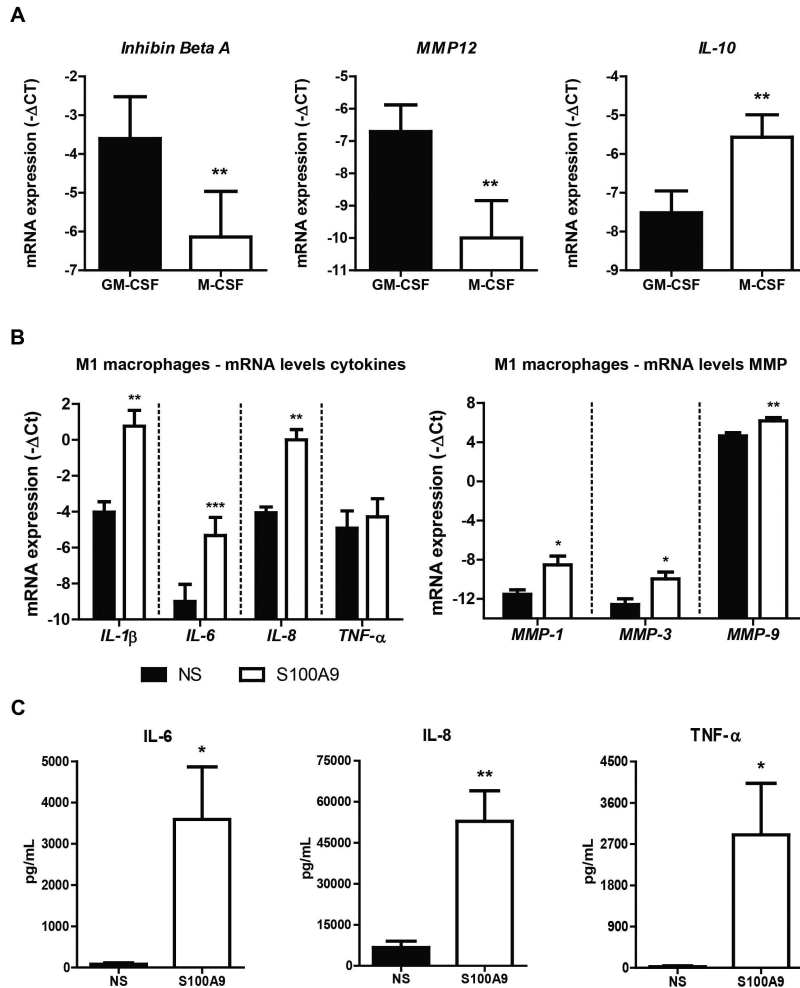 A
Inhibin Beta A
MMP12
IL-10
mRNA expression (-ΔCT)
-2
-3
-4
-5
-6
-7
**
GM-CSF
M-CSF
mRNA expression (-ΔCT)
-5
-6
-7
-8
-9
-10
-11
**
GM-CSF
M-CSF
mRNA expression (-ΔCT)
-4
-5
-6
-7
-8
-9
**
GM-CSF
M-CSF
B
M1 macrophages - mRNA levels cytokines
mRNA expression (-ΔCt)
2
0
-2
-4
-6
-8
-10
**
***
**
IL-1β
IL-6
IL-8
TNF-α
M1 macrophages - mRNA levels MMP
mRNA expression (-ΔCt)
8
4
0
-4
-8
-12
*
*
**
MMP-1
MMP-3
MMP-9
NS
S100A9
C
IL-6
pg/mL
5000
4000
3000
2000
1000
0
*
NS
S100A9
IL-8
pg/mL
75000
60000
45000
30000
15000
0
**
NS
S100A9
TNF-α
pg/mL
4500
3600
2700
1800
900
0
*
NS
S100A9